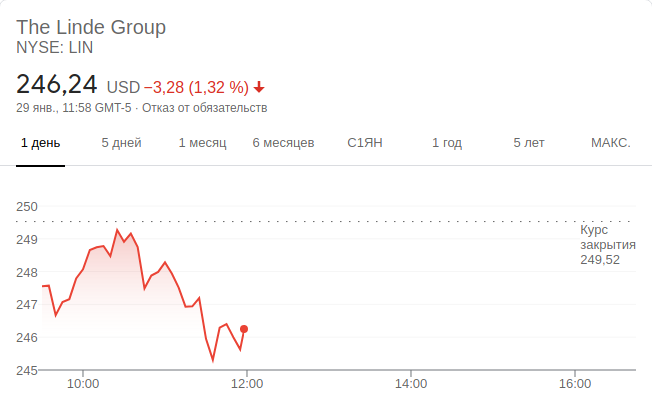 The Linde Group
NYSE: LIN
246,24 USD −3,28 (1,32 %)
29 янв., 11:58 GMT-5 · Отказ от обязательств
1 день 5 дней 1 месяц 6 месяцев С1ЯН 1 год 5 лет МАКС.
250
249
248
247
246
245
Курс
закрытия
249,52
10:00 12:00 14:00 16:00